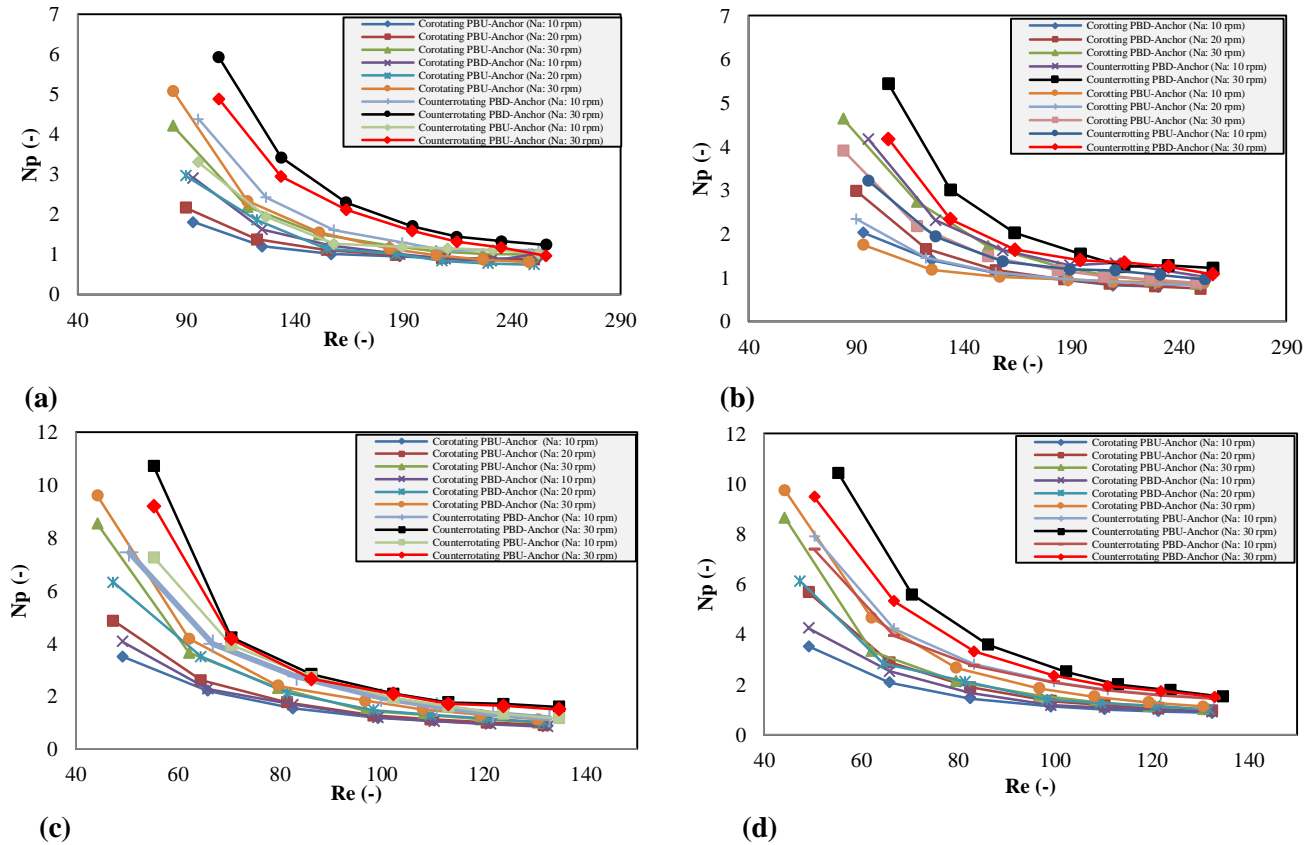 7
6
5
4
3
2
1
0
Np (-)
40 90 140 190 240 290
Re (-)
Corotating PBU-Anchor (Na: 10 rpm)
Corotating PBU-Anchor (Na: 20 rpm)
Corotating PBU-Anchor (Na: 30 rpm)
Corotating PBD-Anchor (Na: 10 rpm)
Corotating PBU-Anchor (Na: 20 rpm)
Corotating PBU-Anchor (Na: 30 rpm)
Counterrotating PBD-Anchor (Na: 10 rpm)
Counterrotating PBD-Anchor (Na: 30 rpm)
Counterrotating PBU-Anchor (Na: 10 rpm)
Counterrotating PBU-Anchor (Na: 30 rpm)
(a)
7
6
5
4
3
2
1
0
Np (-)
40 90 140 190 240 290
Re (-)
Corotting PBD-Anchor (Na: 10 rpm)
Corotting PBD-Anchor (Na: 20 rpm)
Corotting PBD-Anchor (Na: 30 rpm)
Counterrotting PBD-Anchor (Na: 10 rpm)
Counterrotting PBD-Anchor (Na: 30 rpm)
Corotting PBU-Anchor (Na: 10 rpm)
Corotting PBU-Anchor (Na: 20 rpm)
Corotting PBU-Anchor (Na: 30 rpm)
Counterrotting PBU-Anchor (Na: 10 rpm)
Counterrotting PBU-Anchor (Na: 30 rpm)
(b)
12
10
8
6
4
2
0
Np (-)
40 60 80 100 120 140
Re (-)
Corotating PBU-Anchor (Na: 10 rpm)
Corotating PBU-Anchor (Na: 20 rpm)
Corotating PBU-Anchor (Na: 30 rpm)
Corotating PBD-Anchor (Na: 10 rpm)
Corotating PBD-Anchor (Na: 20 rpm)
Corotating PBD-Anchor (Na: 30 rpm)
Counterrotating PBD-Anchor (Na: 10 rpm)
Counterrotating PBD-Anchor (Na: 30 rpm)
Counterrotating PBU-Anchor (Na: 10 rpm)
Counterrotating PBU-Anchor (Na: 30 rpm)
(c)
12
10
8
6
4
2
0
Np (-)
40 60 80 100 120 140
Re (-)
Corotating PBU-Anchor (Na: 10 rpm)
Corotating PBU-Anchor (Na: 20 rpm)
Corotating PBU-Anchor (Na: 30 rpm)
Corotating PBD-Anchor (Na: 10 rpm)
Corotating PBD-Anchor (Na: 20 rpm)
Corotating PBD-Anchor (Na: 30 rpm)
Counterrotating PBU-Anchor (Na: 10 rpm)
Counterrotating PBU-Anchor (Na: 30 rpm)
Counterrotating PBD-Anchor (Na: 10 rpm)
Counterrotating PBD-Anchor (Na: 30 rpm)
(d)